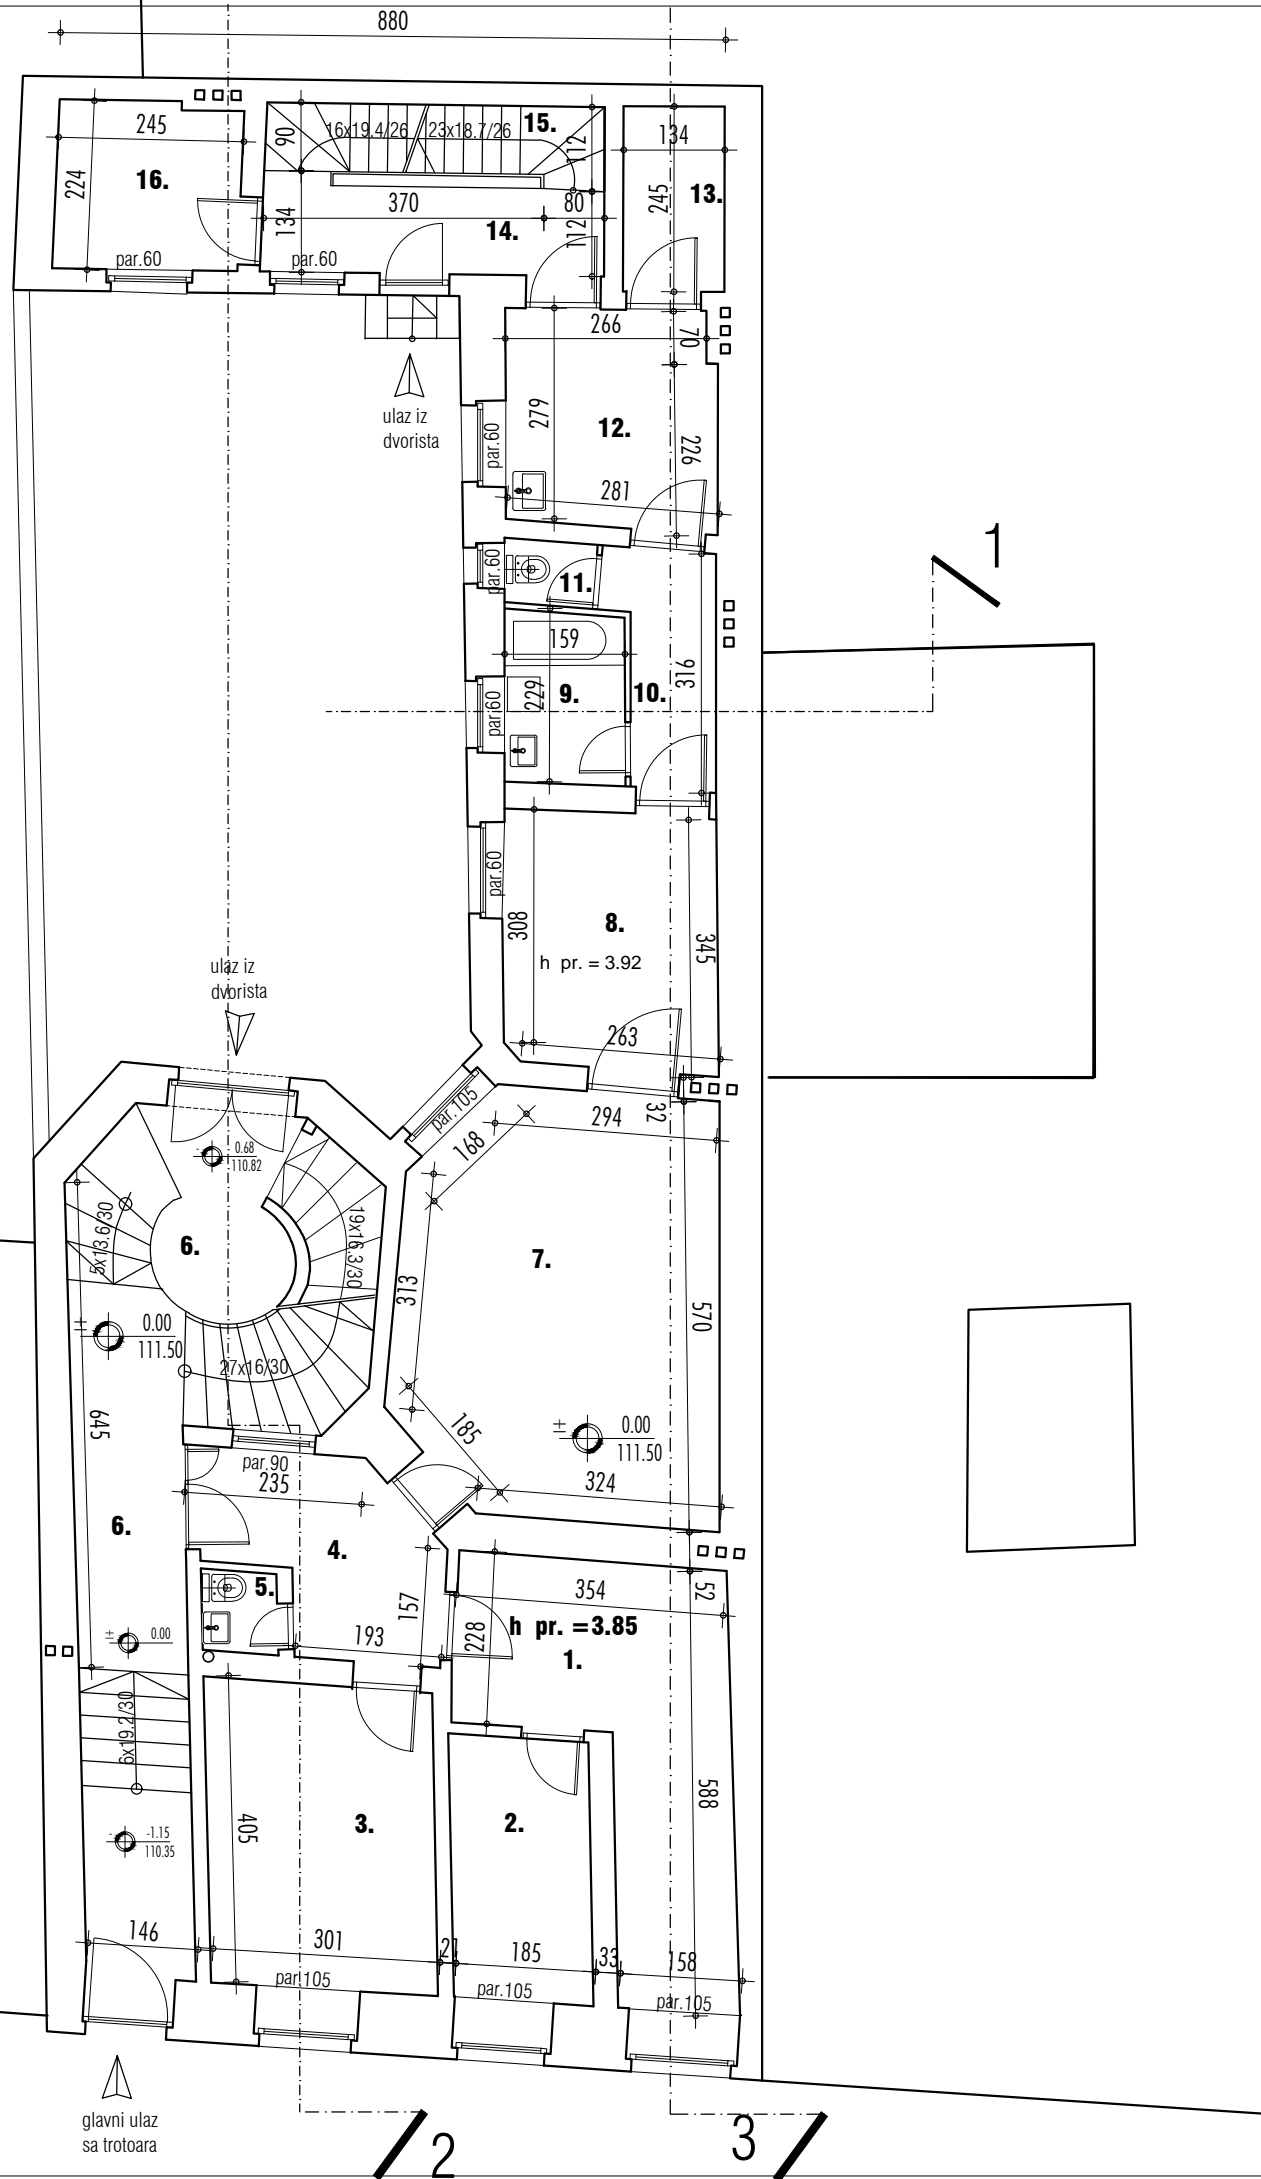 880
245
224
16.
par.60
90
16x19.4/26
23x18.7/26
15.
112
134
370
80
112
14.
par.60
134
245
13.
266
70
ulaz iz
dvorista
279
12.
226
par.60
281
1
par.60
11.
159
316
229
9.
10.
par.60
par.60
308
8.
345
h pr. = 3.92
ulaz iz
dvorista
263
par.105
294
32
168
- 0.68
110.82
5x13.6/30
6.
19x16.3/30
7.
313
570
± 0.00
111.50
27x16/30
645
185
± 0.00
111.50
par.90
235
324
6.
4.
5.
157
354
52
± 0.00
193
228
h pr. =3.85
1.
6x19.2/30
588
405
3.
2.
-1.15
110.35
146
301
21
185
33
158
par.105
par.105
par.105
glavni ulaz
sa trotoara
2
3